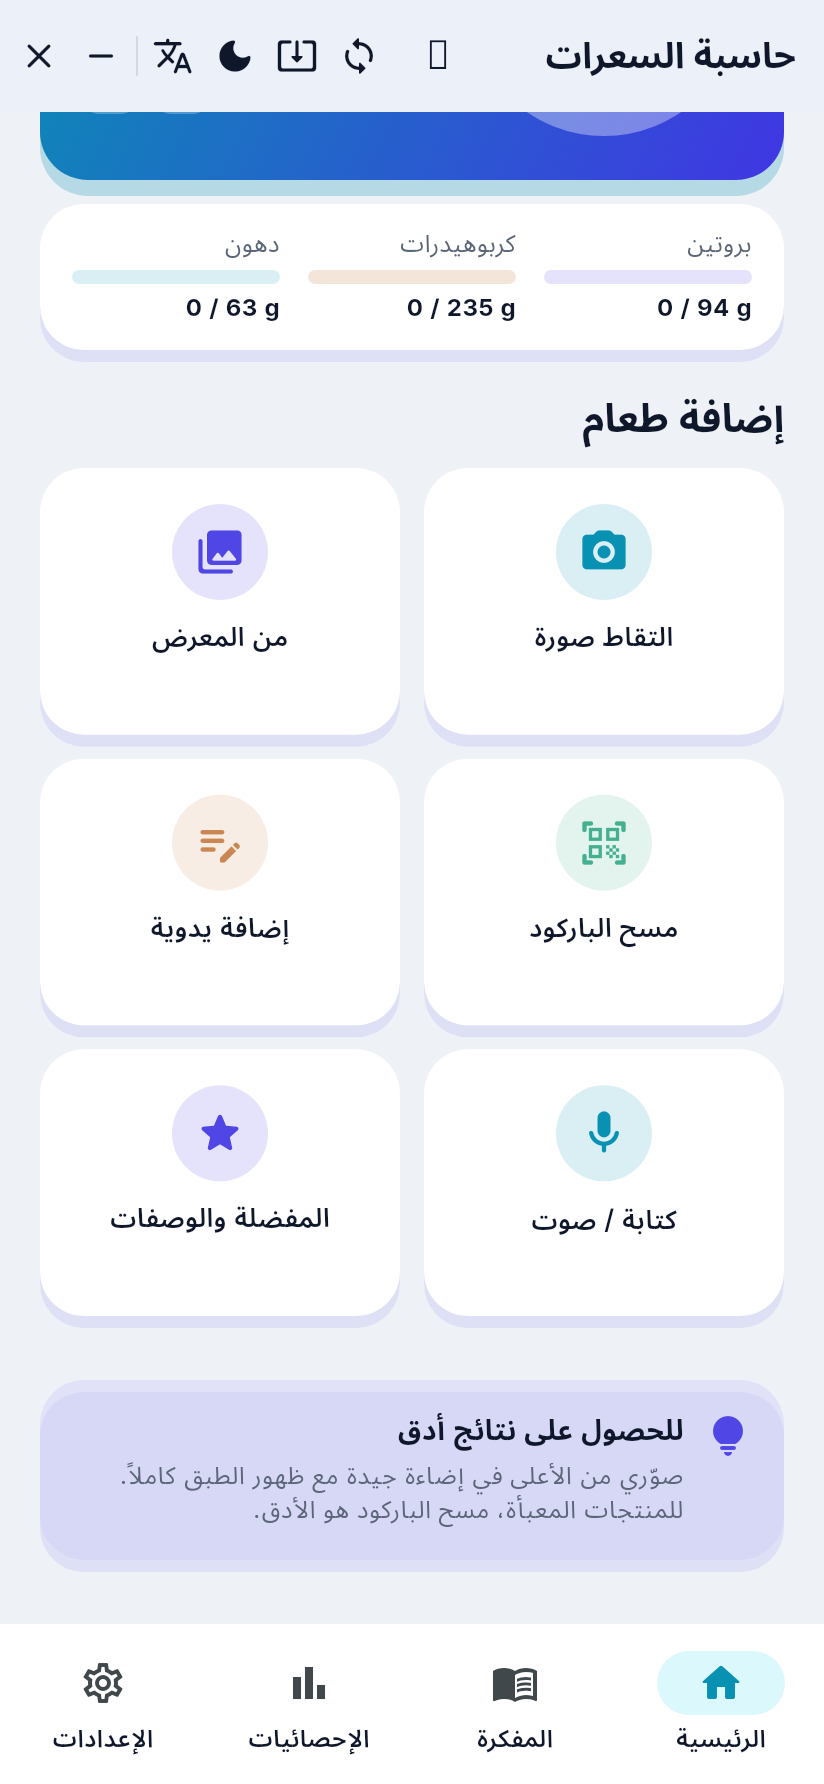 حاسبة السعرات
بروتين
كربوهيدرات
دهون
0 / 94 g
0 / 235 g
0 / 63 g
إضافة طعام
التقاط صورة
من المعرض
مسح الباركود
إضافة يدوية
كتابة / صوت
المفضلة والوصفات
للحصول على نتائج أدق
صوّري من الأعلى في إضاءة جيدة مع ظهور الطبق كاملاً.
للمنتجات المعبأة، مسح الباركود هو الأدق.
الرئيسية
المفكرة
الإحصائيات
الإعدادات